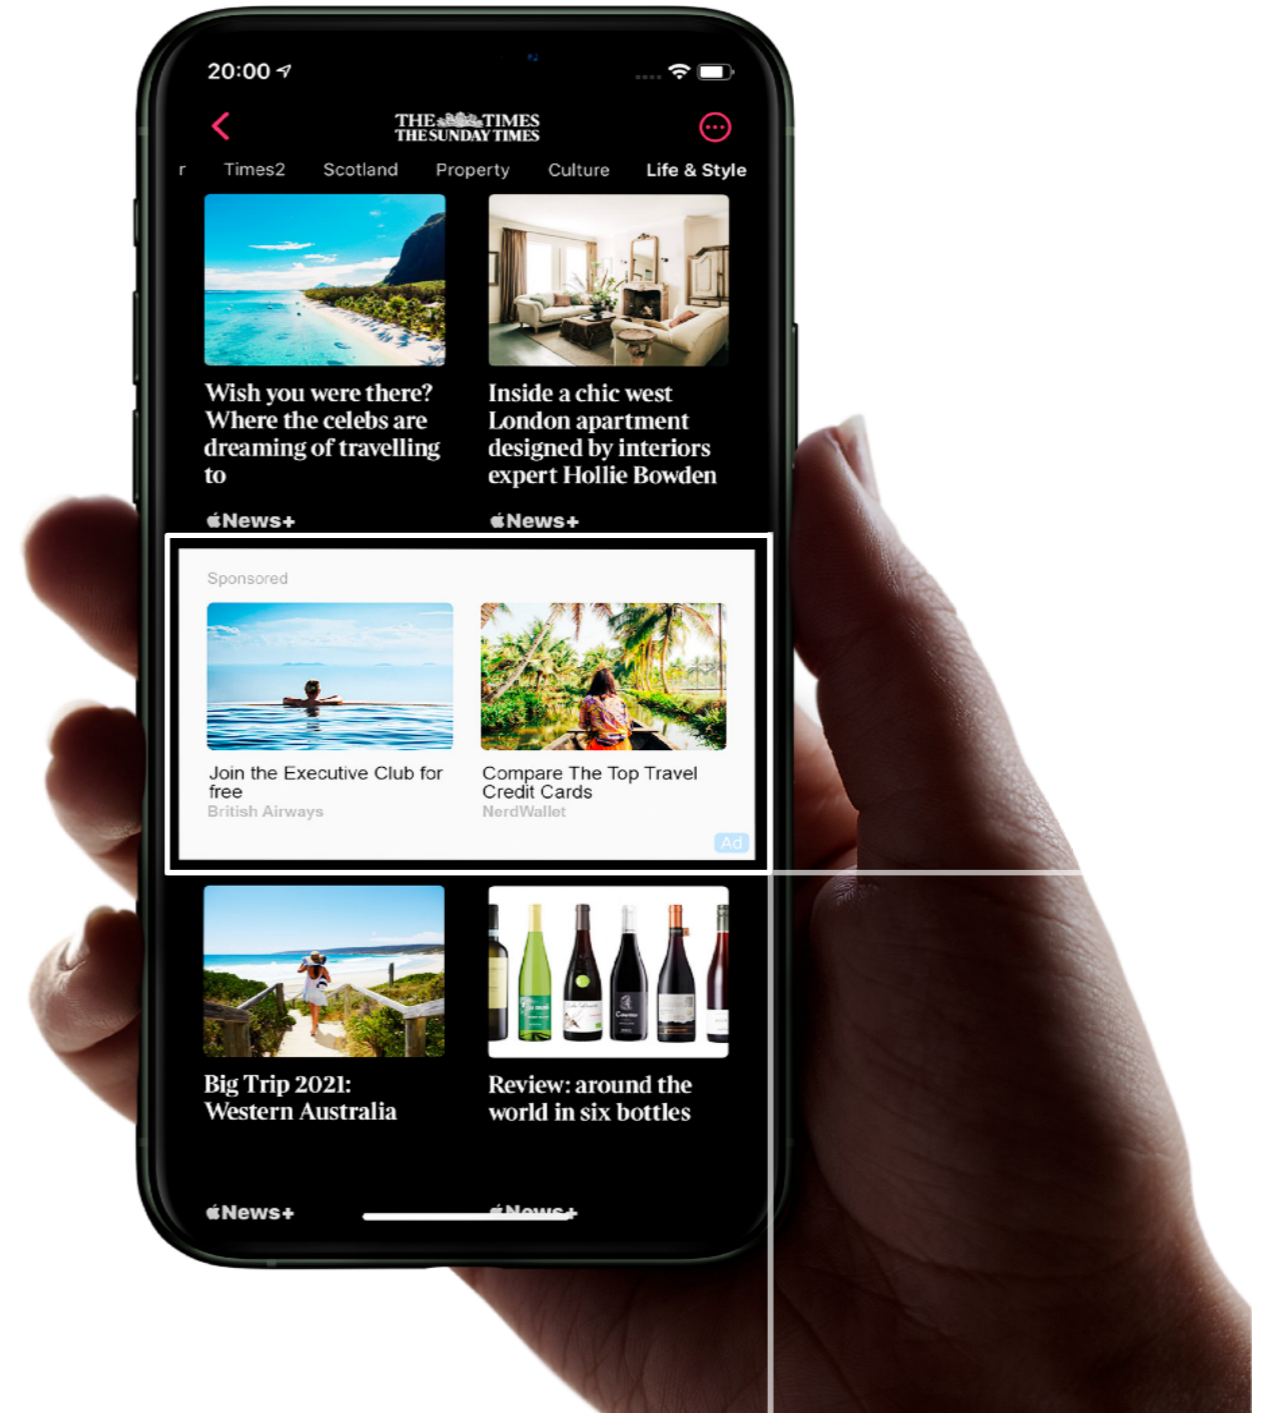 20:00
THE TIMES
THE SUNDAY TIMES
r Times2 Scotland Property Culture Life & Style
Wish you were there?
Where the celebs are
dreaming of travelling
to
News+
Inside a chic west
London apartment
designed by interiors
expert Hollie Bowden
News+
Sponsored
Join the Executive Club for
free
British Airways
Compare The Top Travel
Credit Cards
NerdWallet
Ad
Big Trip 2021:
Western Australia
News+
Review: around the
world in six bottles
News+